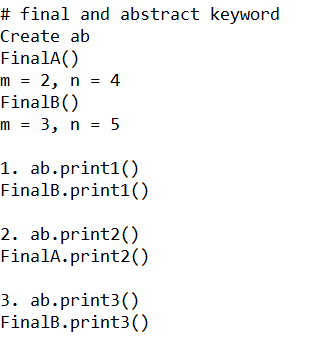 # final and abstract keyword
Create ab
FinalA()
m = 2, n = 4
FinalB()
m = 3, n = 5
1. ab.print1()
FinalB.print1()
2. ab.print2()
FinalA.print2()
3. ab.print3()
FinalB.print3()